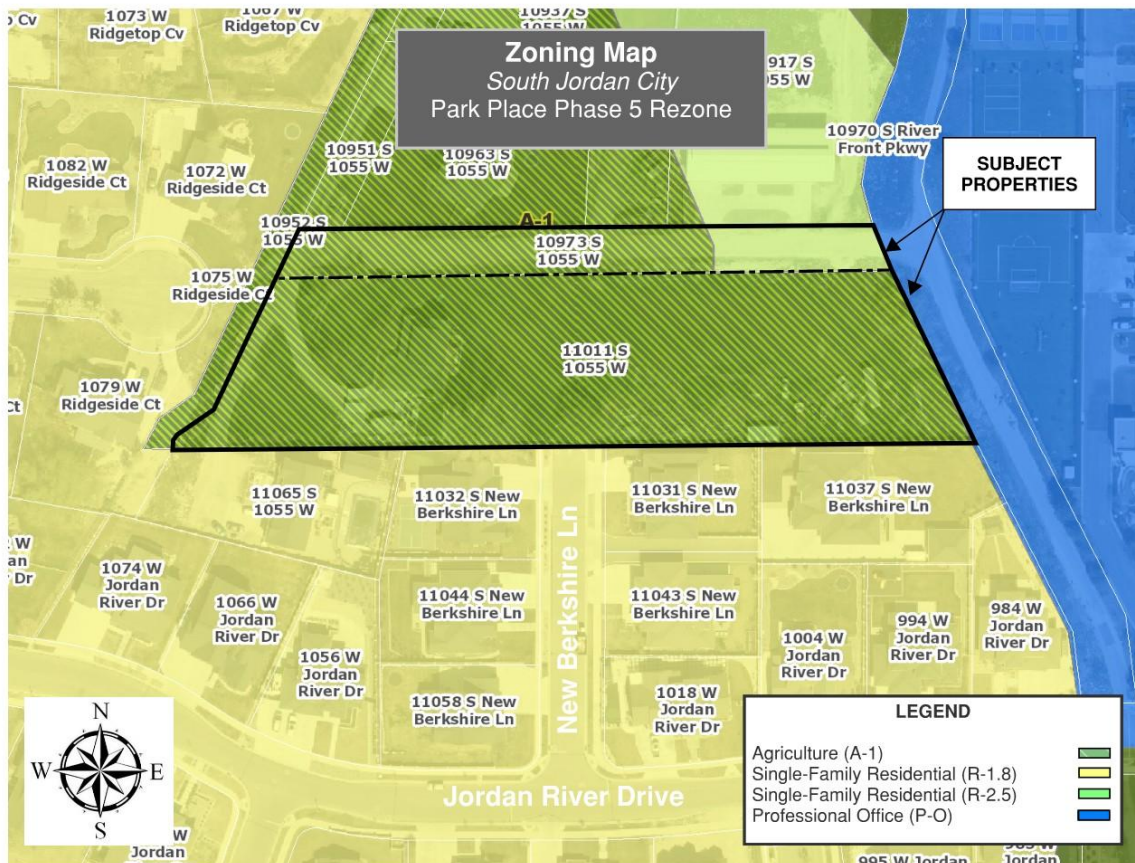 1073 W
Ridgetop Cv
Ridgetop Cv
10937 S
1055 W
Zoning Map
South Jordan City
Park Place Phase 5 Rezone
917 S
055 W
10970 S River
Front Pkwy
SUBJECT
PROPERTIES
1082 W
Ridgeside Ct
1072 W
Ridgeside Ct
10951 S
1055 W
10963 S
1055 W
10952 S
1055 W
A-1
10973 S
1055 W
1075 W
Ridgeside Ct
11011 S
1055 W
1079 W
Ridgeside Ct
Ct
11065 S
1055 W
11032 S New
Berkshire Ln
11031 S New
Berkshire Ln
11037 S New
Berkshire Ln
New Berkshire Ln
1074 W
Jordan
River Dr
1066 W
Jordan
River Dr
1056 W
Jordan
River Dr
11044 S New
Berkshire Ln
11043 S New
Berkshire Ln
1004 W
Jordan
River Dr
994 W
Jordan
River Dr
984 W
Jordan
River Dr
11058 S New
Berkshire Ln
1018 W
Jordan
River Dr
Jordan River Drive
N
W E
S
W
Jordan
LEGEND
Agriculture (A-1)
Single-Family Residential (R-1.8)
Single-Family Residential (R-2.5)
Professional Office (P-O)
995 W Jordan
Jordan